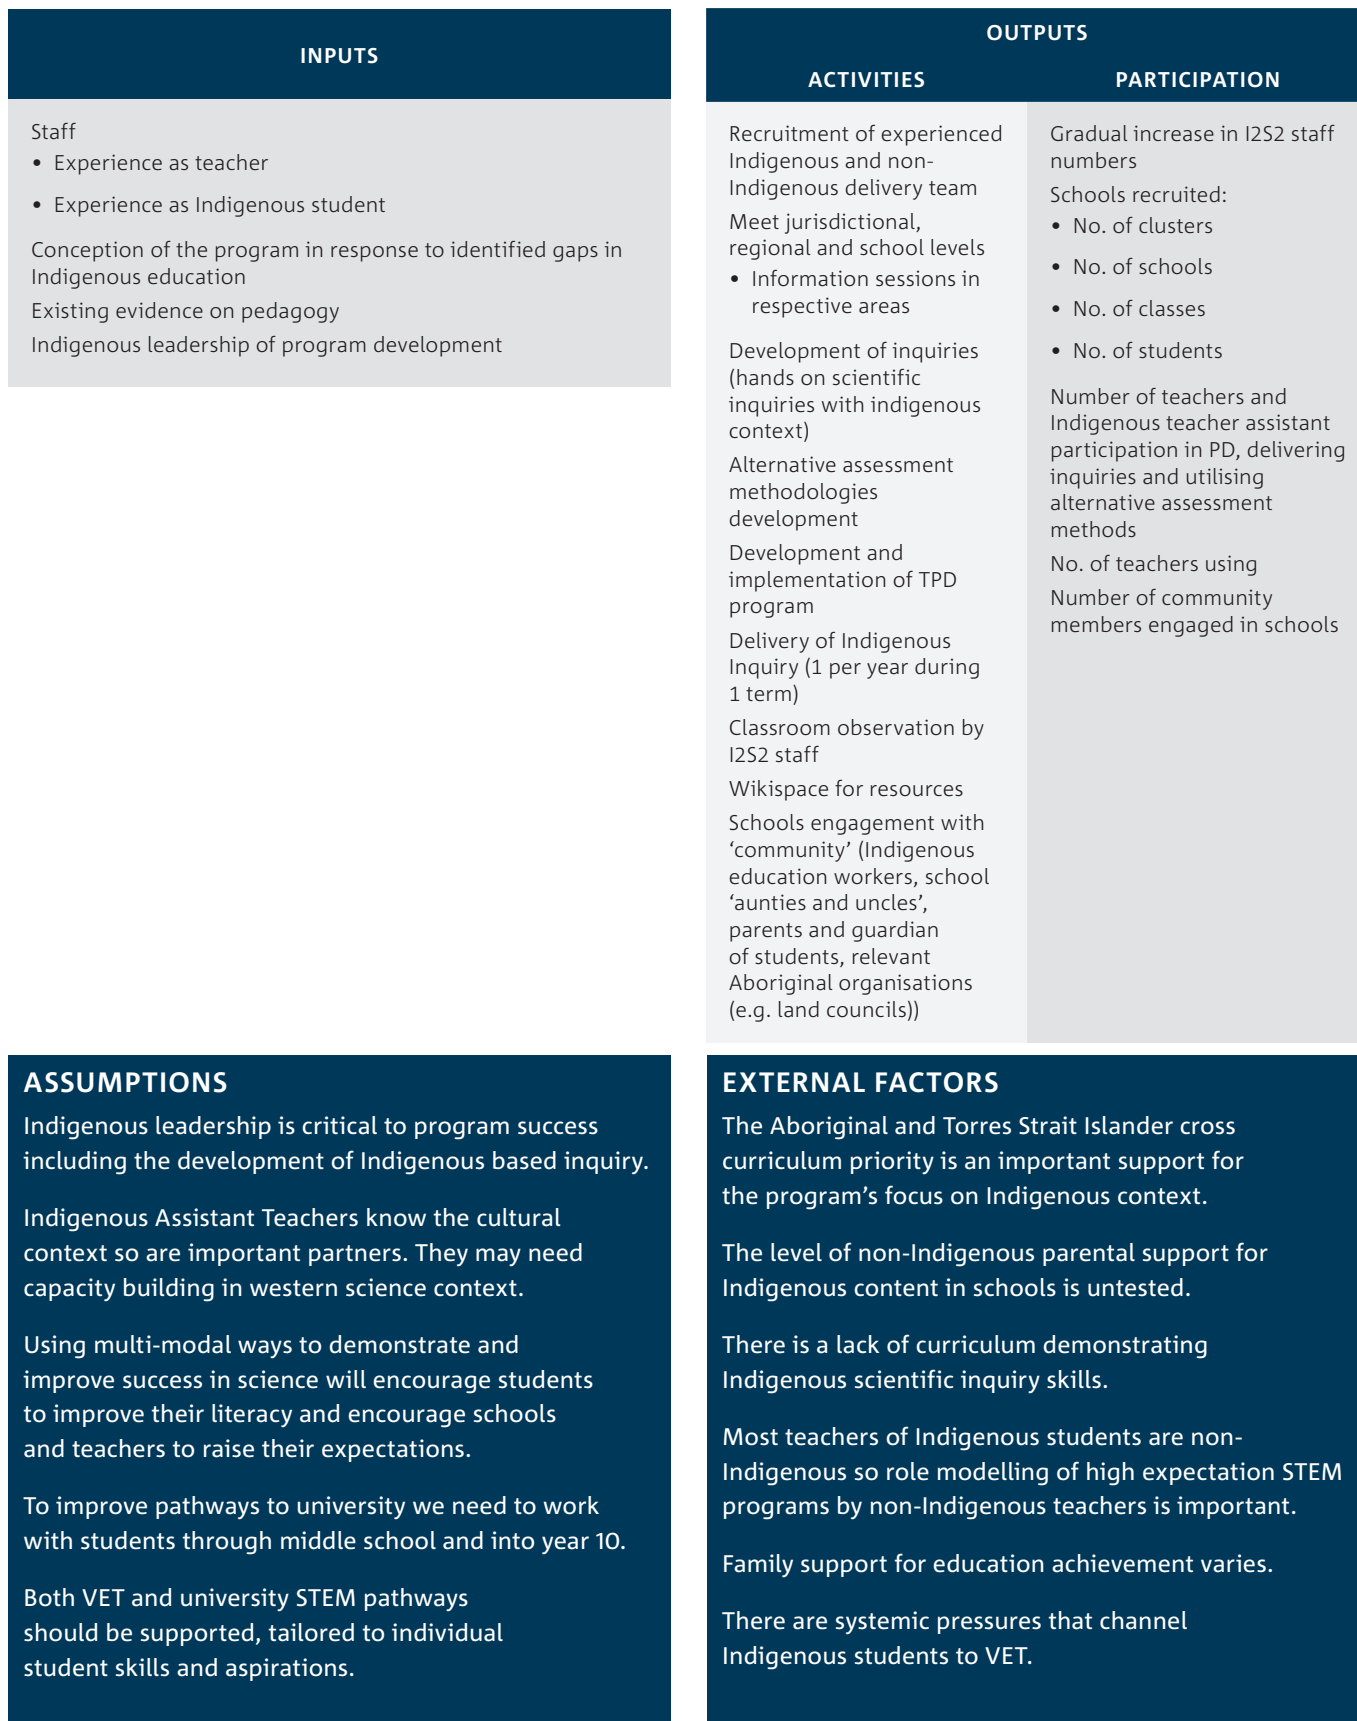 INPUTS
Staff
• Experience as teacher
• Experience as Indigenous student
Conception of the program in response to identified gaps in
Indigenous education
Existing evidence on pedagogy
Indigenous leadership of program development
OUTPUTS
ACTIVITIES
Recruitment of experienced
Indigenous and non-
Indigenous delivery team
Meet jurisdictional,
regional and school levels
• Information sessions in
respective areas
Development of inquiries
(hands on scientific
inquiries with indigenous
context)
Alternative assessment
methodologies
development
Development and
implementation of TPD
program
Delivery of Indigenous
Inquiry (1 per year during
1 term)
Classroom observation by
I2S2 staff
Wikispace for resources
Schools engagement with
‘community’ (Indigenous
education workers, school
‘aunties and uncles’,
parents and guardian
of students, relevant
Aboriginal organisations
(e.g. land councils))
PARTICIPATION
Gradual increase in I2S2 staff
numbers
Schools recruited:
• No. of clusters
• No. of schools
• No. of classes
• No. of students
Number of teachers and
Indigenous teacher assistant
participation in PD, delivering
inquiries and utilising
alternative assessment
methods
No. of teachers using
Number of community
members engaged in schools
ASSUMPTIONS
Indigenous leadership is critical to program success
including the development of Indigenous based inquiry.
Indigenous Assistant Teachers know the cultural
context so are important partners. They may need
capacity building in western science context.
Using multi-modal ways to demonstrate and
improve success in science will encourage students
to improve their literacy and encourage schools
and teachers to raise their expectations.
To improve pathways to university we need to work
with students through middle school and into year 10.
Both VET and university STEM pathways
should be supported, tailored to individual
student skills and aspirations.
EXTERNAL FACTORS
The Aboriginal and Torres Strait Islander cross
curriculum priority is an important support for
the program’s focus on Indigenous context.
The level of non-Indigenous parental support for
Indigenous content in schools is untested.
There is a lack of curriculum demonstrating
Indigenous scientific inquiry skills.
Most teachers of Indigenous students are non-
Indigenous so role modelling of high expectation STEM
programs by non-Indigenous teachers is important.
Family support for education achievement varies.
There are systemic pressures that channel
Indigenous students to VET.